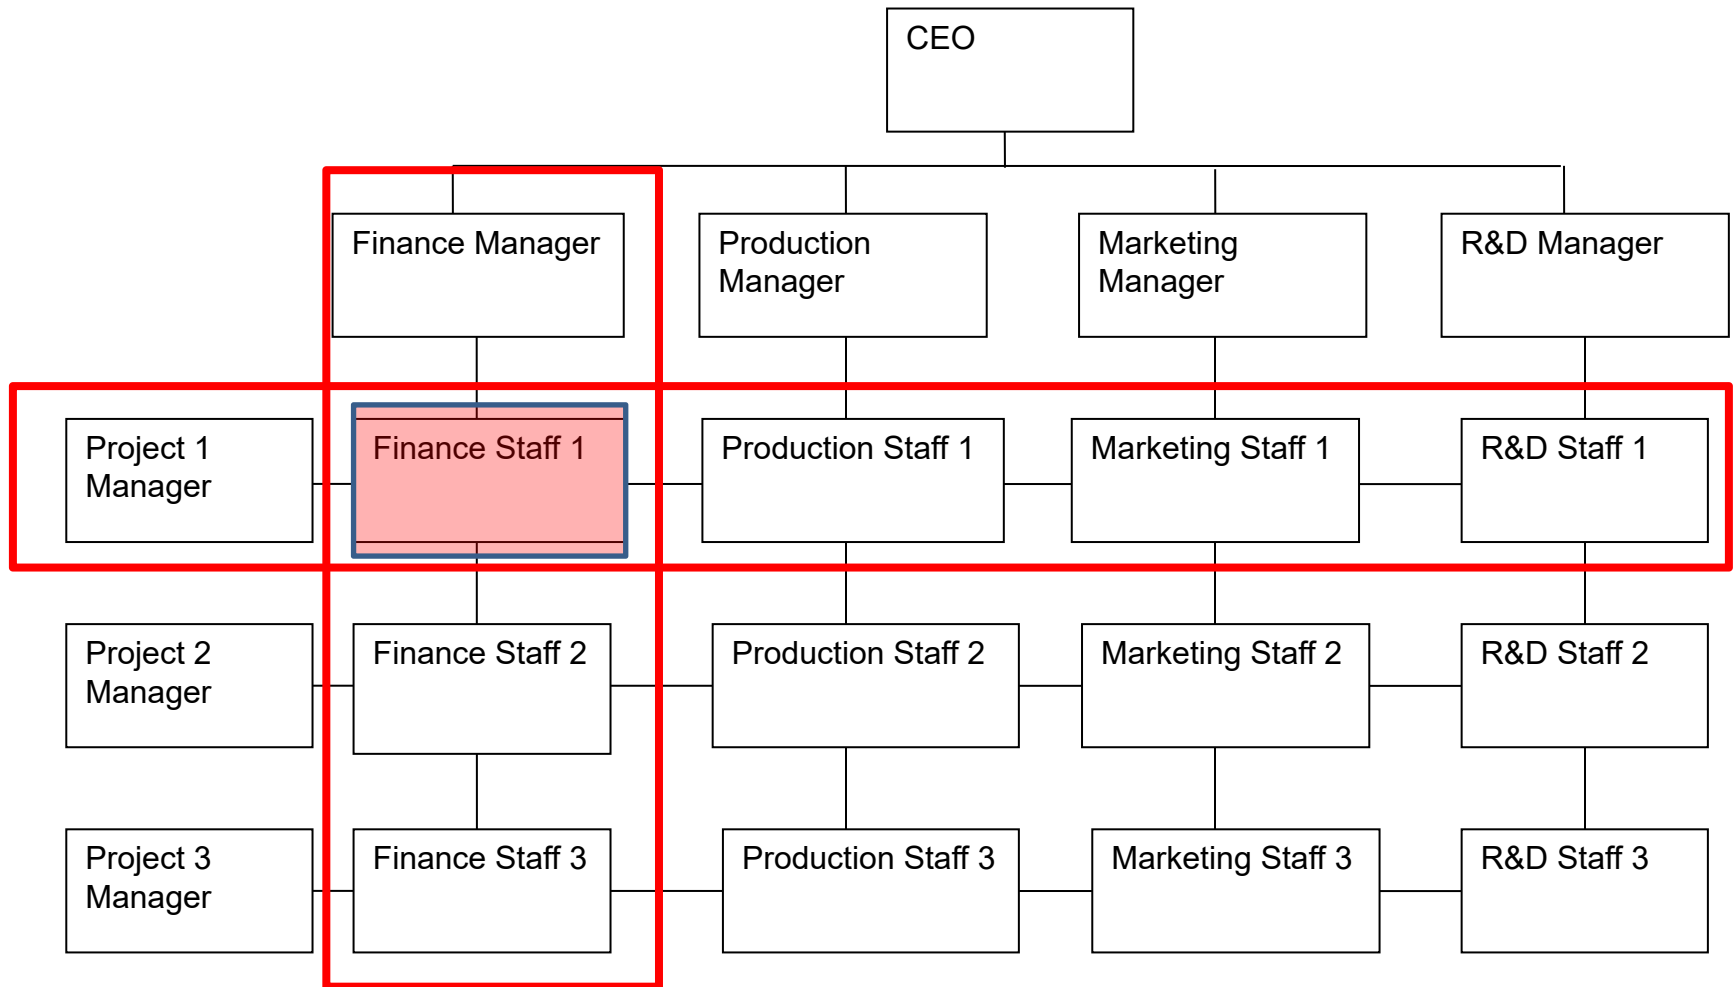 CEO
Finance Manager
Production
Manager
Marketing
Manager
R&D Manager
Project 1
Manager
Finance Staff 1
Production Staff 1
Marketing Staff 1
R&D Staff 1
Project 2
Manager
Finance Staff 2
Production Staff 2
Marketing Staff 2
R&D Staff 2
Project 3
Manager
Finance Staff 3
Production Staff 3
Marketing Staff 3
R&D Staff 3